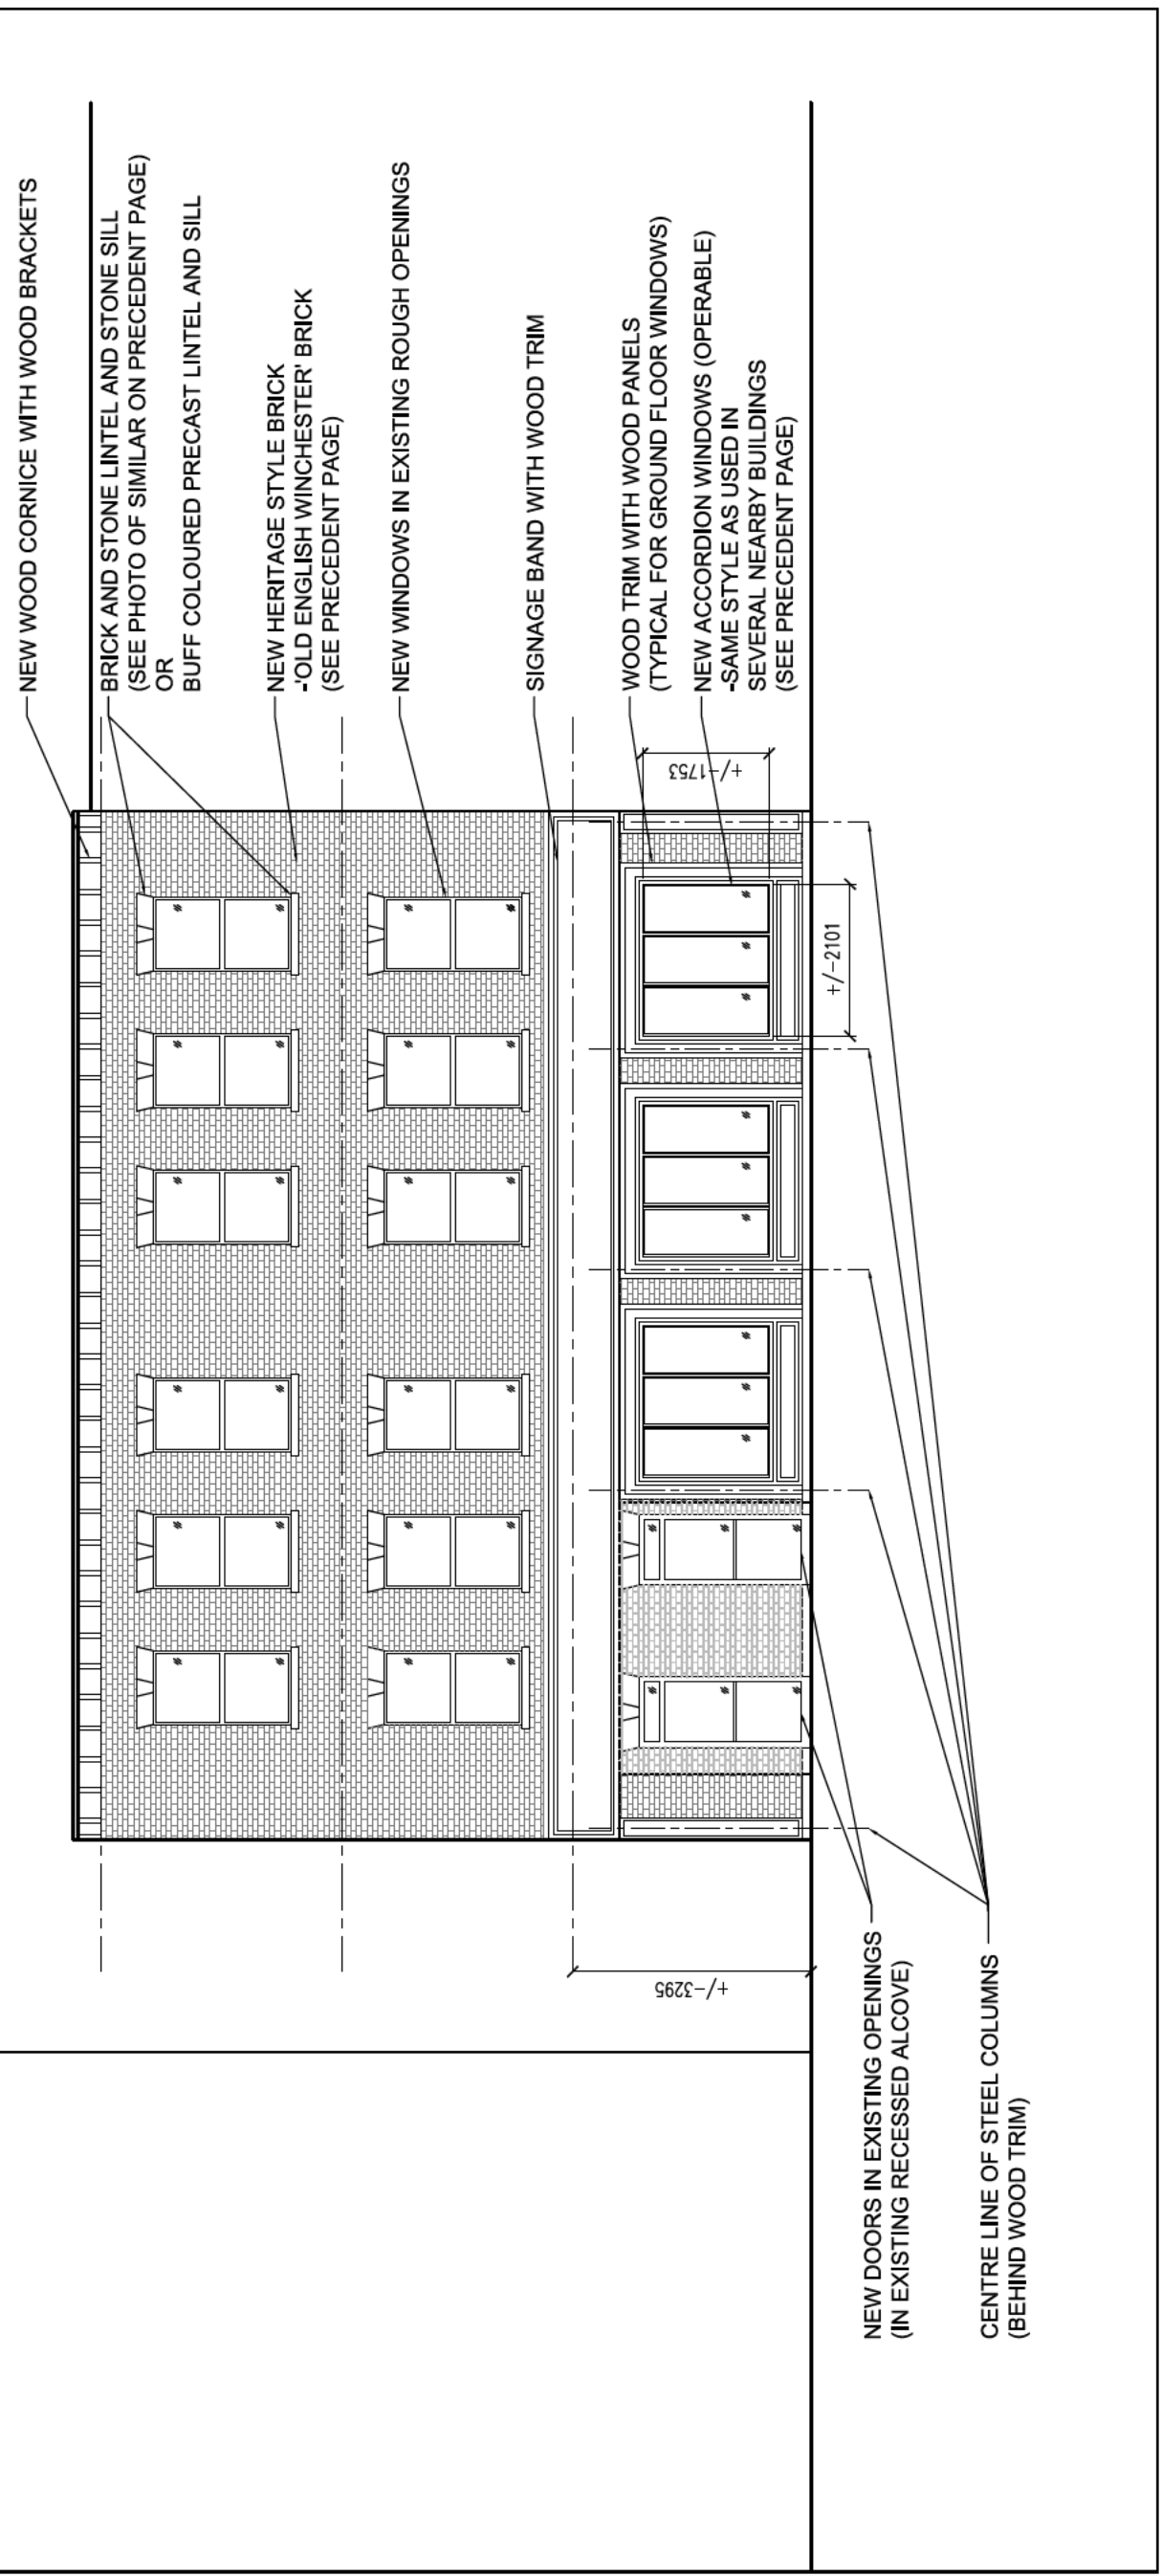 NEW WOOD CORNICE WITH WOOD BRACKETS
BRICK AND STONE LINTEL AND STONE SILL
(SEE PHOTO OF SIMILAR ON PRECEDENT PAGE)
OR
BUFF COLOURED PRECAST LINTEL AND SILL
NEW HERITAGE STYLE BRICK
-'OLD ENGLISH WINCHESTER' BRICK
(SEE PRECEDENT PAGE)
NEW WINDOWS IN EXISTING ROUGH OPENINGS
SIGNAGE BAND WITH WOOD TRIM
WOOD TRIM WITH WOOD PANELS
(TYPICAL FOR GROUND FLOOR WINDOWS)
NEW ACCORDION WINDOWS (OPERABLE)
-SAME STYLE AS USED IN
SEVERAL NEARBY BUILDINGS
(SEE PRECEDENT PAGE)
+/-1753
+/-2101
+/-3295
NEW DOORS IN EXISTING OPENINGS
(IN EXISTING RECESSED ALCOVE)
CENTRE LINE OF STEEL COLUMNS
(BEHIND WOOD TRIM)